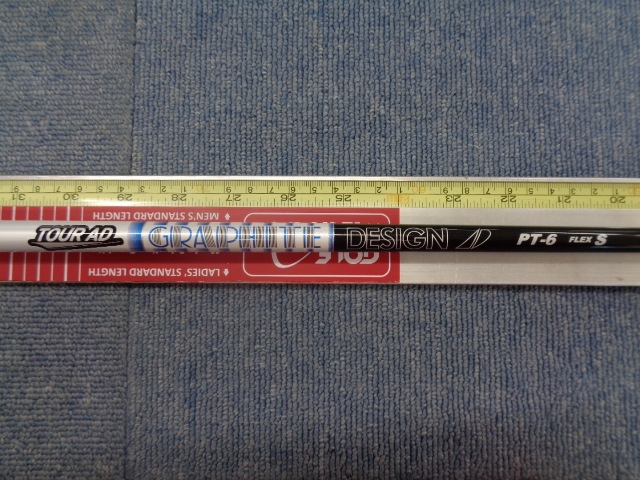 TOUR AD GRAPHITE DESIGN PT-6 FLEX S
31 30 29 28 27 26 25 23 22 21 20
MEN'S STANDARD LENGTH
LADIES' STANDARD LENGTH
GOLF